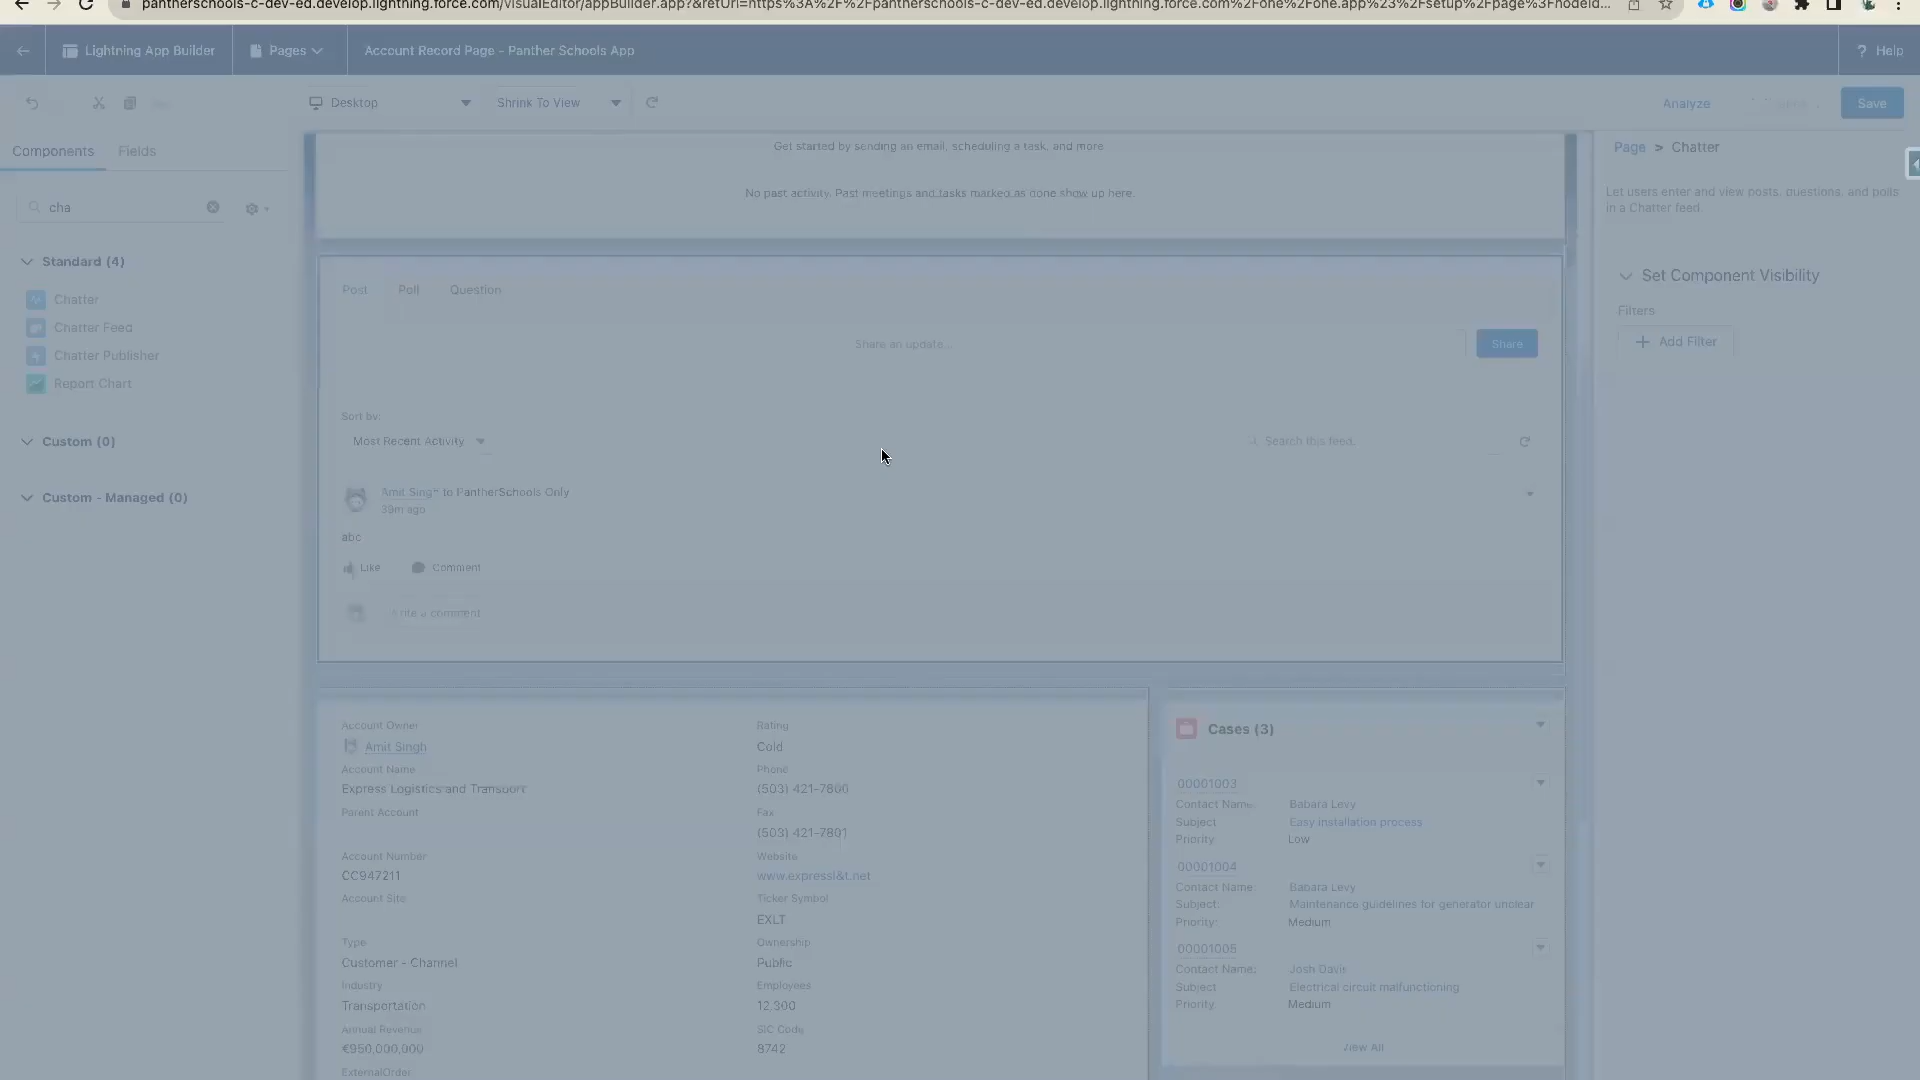 pantherschools-c-dev-ed.develop.lightning.force.com/visualEditor/appBuilder.app?&retUrl=https%3A%2F%2Fpantherschools-c-dev-ed.develop.lightning.force.com%2Fone%2Fone.app%23%2Fsetup%2Fpage%3Fnodeid...
Lightning App Builder
Pages
Account Record Page - Panther Schools App
? Help
Desktop
Shrink To View
Analyze
Save
Components
Fields
cha
Standard (4)
Chatter
Chatter Feed
Chatter Publisher
Report Chart
Custom (0)
Custom - Managed (0)
Get started by sending an email, scheduling a task, and more
No past activity. Past meetings and tasks marked as done show up here.
Post
Poll
Question
Share an update...
Share
Sort by:
Most Recent Activity
Search this feed...
Amit Singh to PantherSchools Only
39m ago
abc
Like
Comment
Write a comment
Account Owner
Amit Singh
Account Name
Express Logistics and Transport
Parent Account
Account Number
CC947211
Account Site
Type
Customer - Channel
Industry
Transportation
Annual Revenue
€950,000,000
ExternalOrder
Rating
Cold
Phone
(503) 421-7800
Fax
(503) 421-7801
Website
www.expressl&t.net
Ticker Symbol
EXLT
Ownership
Public
Employees
12,300
SIC Code
8742
Cases (3)
00001003
Contact Name: Babara Levy
Subject Easy installation process
Priority: Low
00001004
Contact Name: Babara Levy
Subject: Maintenance guidelines for generator unclear
Priority: Medium
00001005
Contact Name: Josh Davis
Subject Electrical circuit malfunctioning
Priority: Medium
View All
Page > Chatter
Let users enter and view posts, questions, and polls
in a Chatter feed
Set Component Visibility
Filters
+ Add Filter